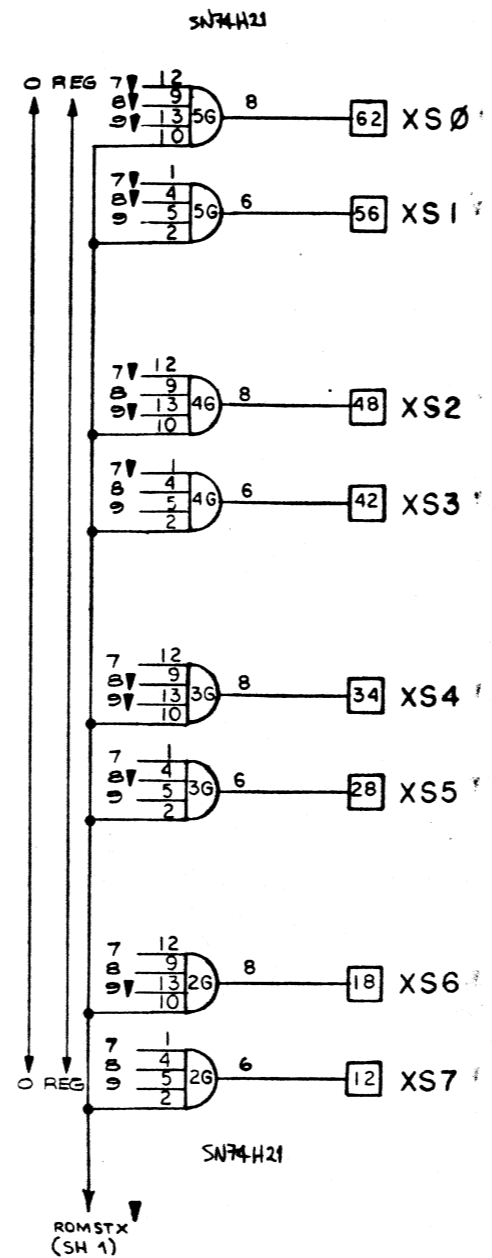 SN74H21
O REG 7▼ 12
8▼ 9
9▼ 13
10
5G 8 62 XSØ
7▼ 1
8▼ 4
9 5
2
5G 6 56 XS1
7▼ 12
8 9
9▼ 13
10
4G 8 48 XS2
7▼ 1
8 4
9 5
2
4G 6 42 XS3
7 12
8▼ 9
9▼ 13
10
3G 8 34 XS4
7 1
8▼ 4
9 5
2
3G 6 28 XS5
7 12
8 9
9▼ 13
10
2G 8 18 XS6
7 1
8 4
9 5
2
2G 6 12 XS7
O REG
SN74H21
ROMSTX▼
(SH 1)